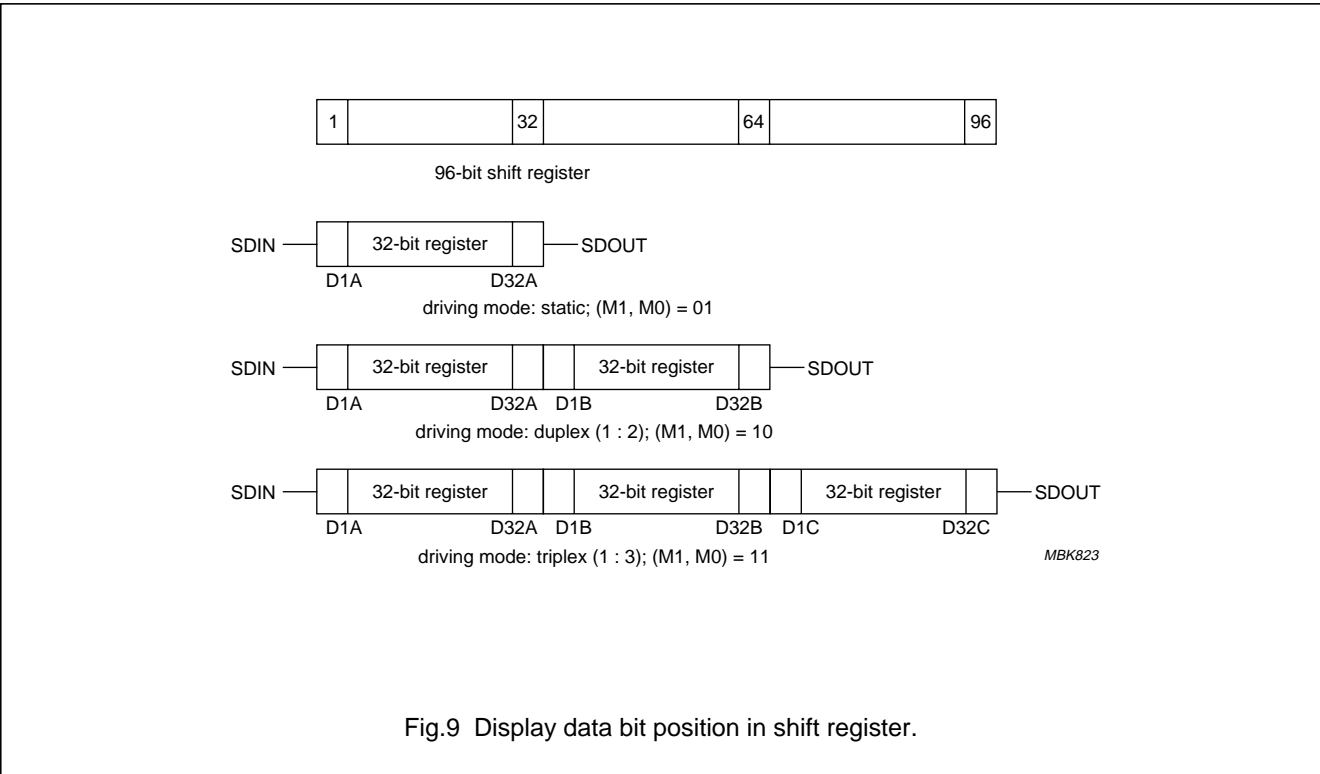 1 32 64 96
96-bit shift register
SDIN 32-bit register SDOUT
D1A D32A
driving mode: static; (M1, M0) = 01
SDIN 32-bit register 32-bit register SDOUT
D1A D32A D1B D32B
driving mode: duplex (1 : 2); (M1, M0) = 10
SDIN 32-bit register 32-bit register 32-bit register SDOUT
D1A D32A D1B D32B D1C D32C
driving mode: triplex (1 : 3); (M1, M0) = 11
MBK823
Fig.9 Display data bit position in shift register.